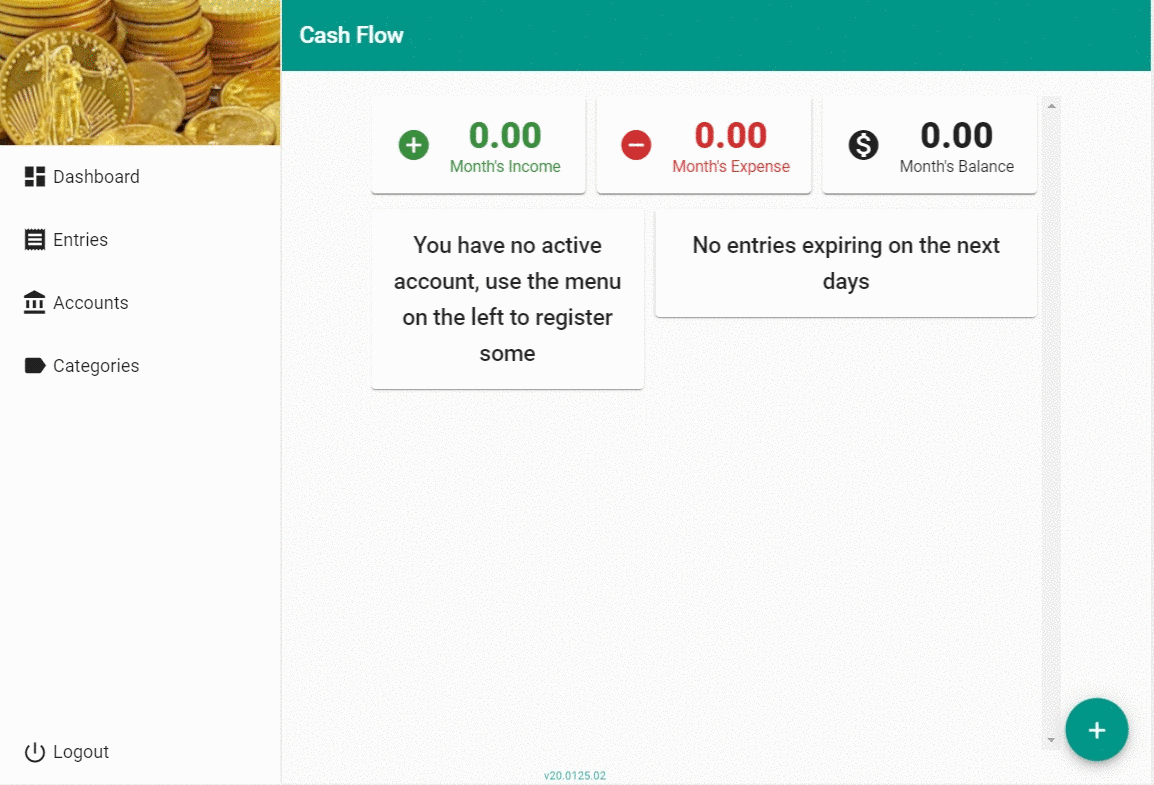 LIBERTY
Cash Flow
Dashboard
Entries
Accounts
Categories
Logout
0.00
Month's Income
0.00
Month's Expense
0.00
Month's Balance
You have no active
account, use the menu
on the left to register
some
No entries expiring on the next
days
v20.0125.02